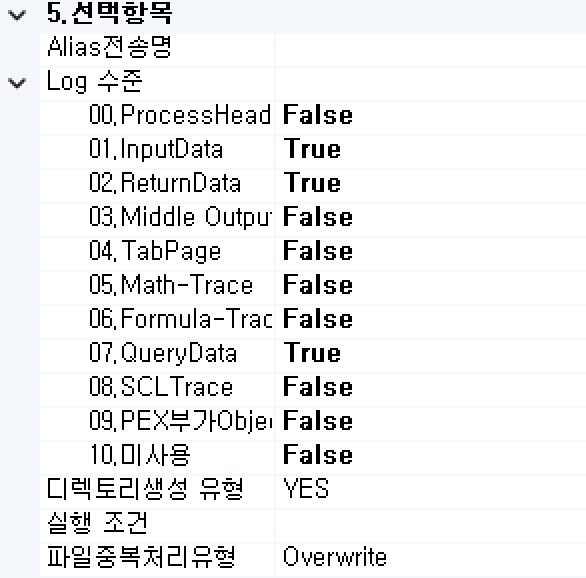 5.선택항목
Alias전송명
Log 수준
00.ProcessHead False
01.InputData True
02.ReturnData True
03.Middle Outpu False
04.TabPage False
05.Math-Trace False
06.Formula-Trac False
07.QueryData True
08.SCLTrace False
09.PEX부가Obje False
10.미사용 False
디렉토리생성 유형 YES
실행 조건
파일중복처리유형 Overwrite